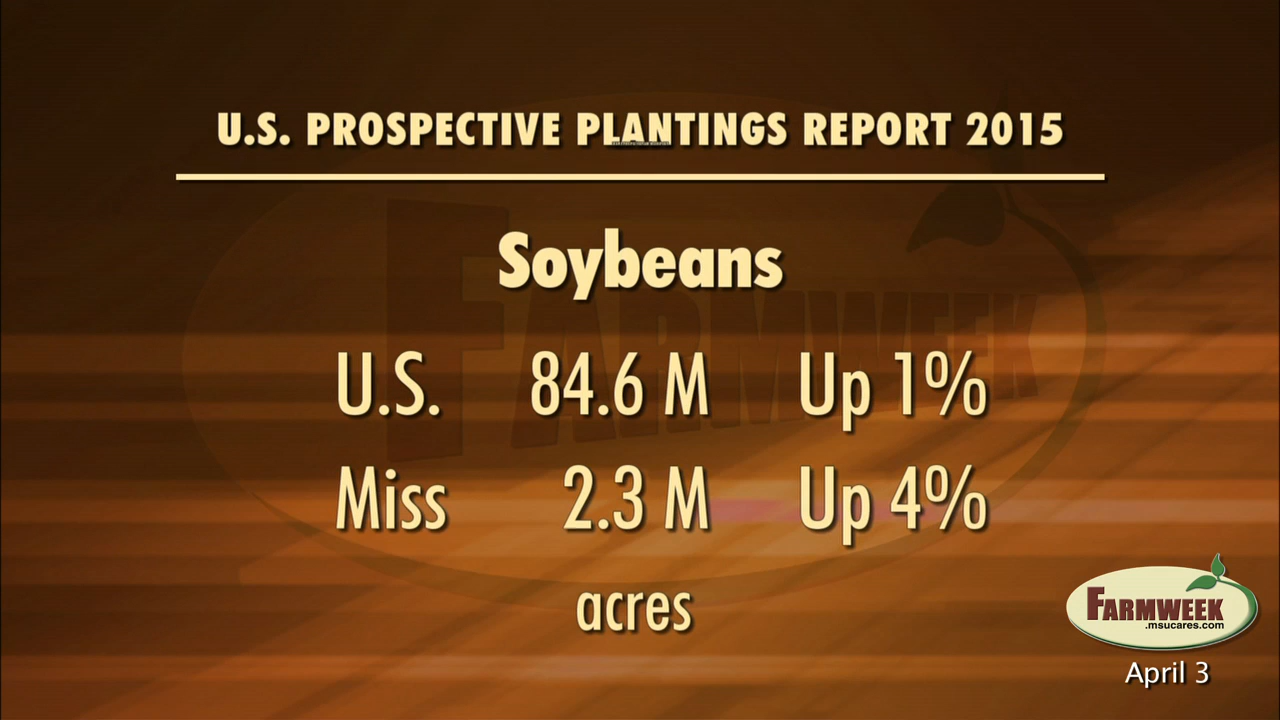 U.S. PROSPECTIVE PLANTINGS REPORT 2015
Soybeans
U.S. 84.6 M Up 1%
Miss 2.3 M Up 4%
acres
FARMWEEK
FARMWEEK
.msucares.com
April 3